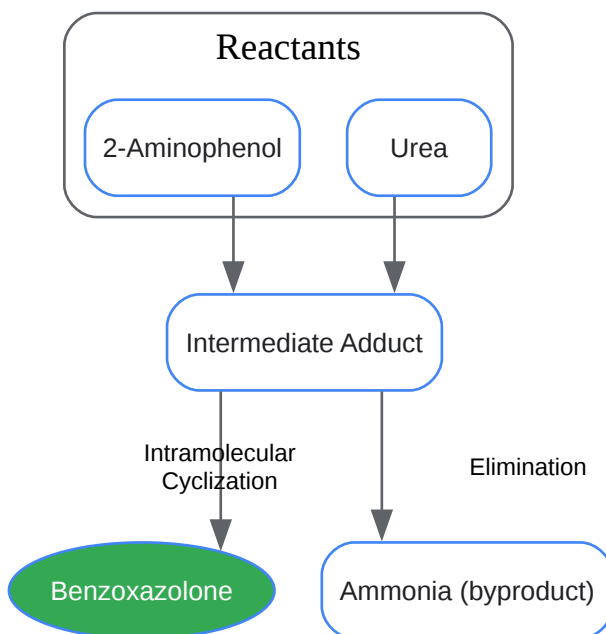 Reactants
2-Aminophenol
Urea
Intermediate Adduct
Intramolecular
Cyclization
Elimination
Benzoxazolone
Ammonia (byproduct)